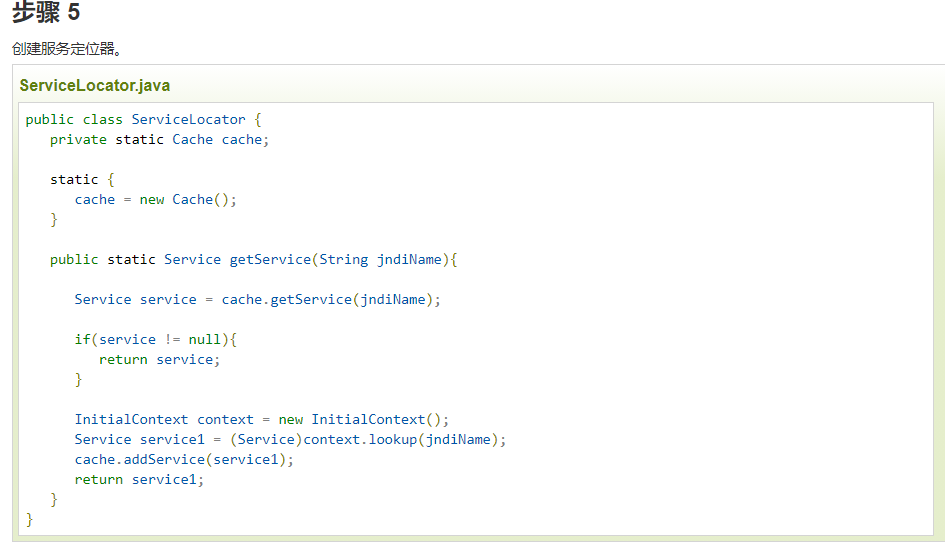 步骤 5
创建服务定位器。
ServiceLocator.java
public class ServiceLocator {
   private static Cache cache;
   static {
      cache = new Cache();
   }
   public static Service getService(String jndiName){
      Service service = cache.getService(jndiName);
      if(service != null){
         return service;
      }
      InitialContext context = new InitialContext();
      Service service1 = (Service)context.lookup(jndiName);
      cache.addService(service1);
      return service1;
   }
}